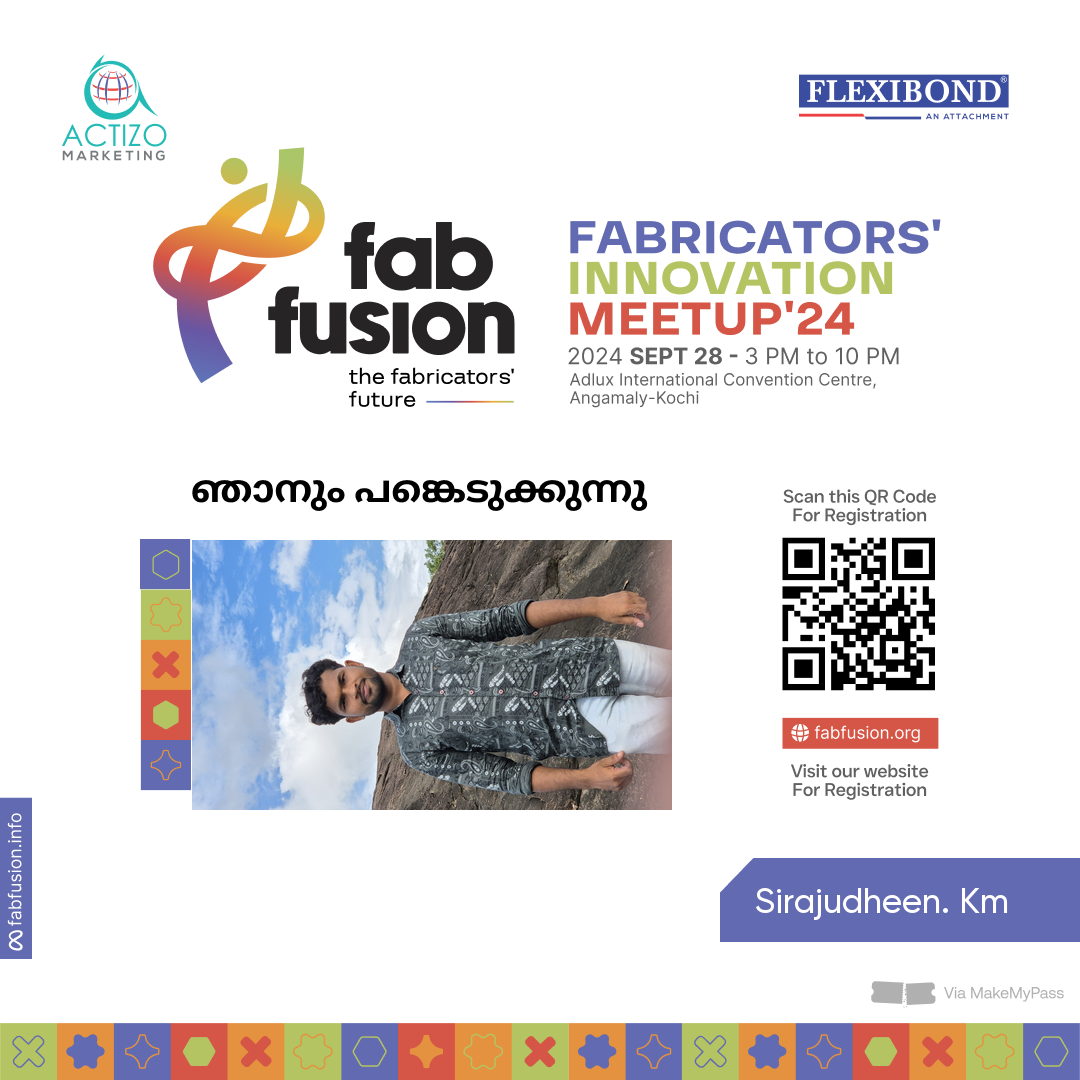 ACTIZO
MARKETING
FLEXIBOND®
AN ATTACHMENT
fab
fusion
the fabricators'
future
FABRICATORS'
INNOVATION
MEETUP'24
2024 SEPT 28 - 3 PM to 10 PM
Adlux International Convention Centre,
Angamaly-Kochi
ഞാനും പങ്കെടുക്കുന്നു
Scan this QR Code
For Registration
fabfusion.org
Visit our website
For Registration
fabfusion.info
Sirajudheen. Km
Via MakeMyPass